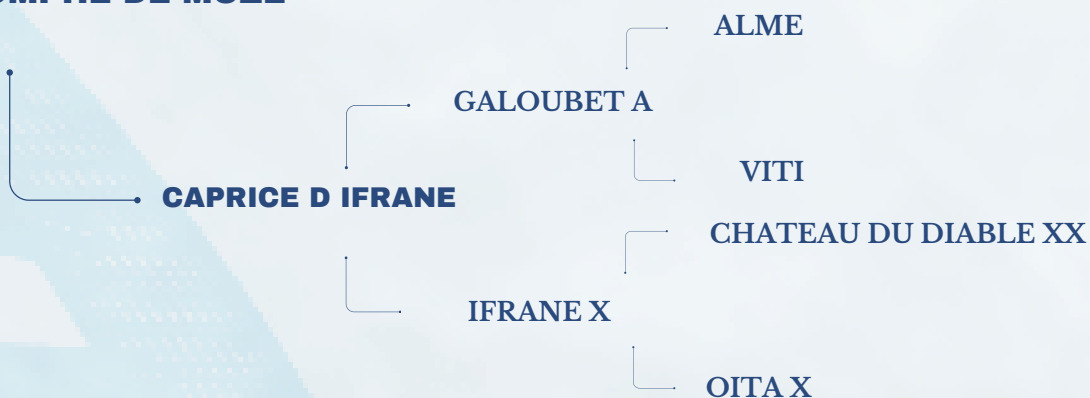 ALME
GALOUBET A
VITI
CAPRICE D IFRANE
CHATEAU DU DIABLE XX
IFRANE X
OITA X